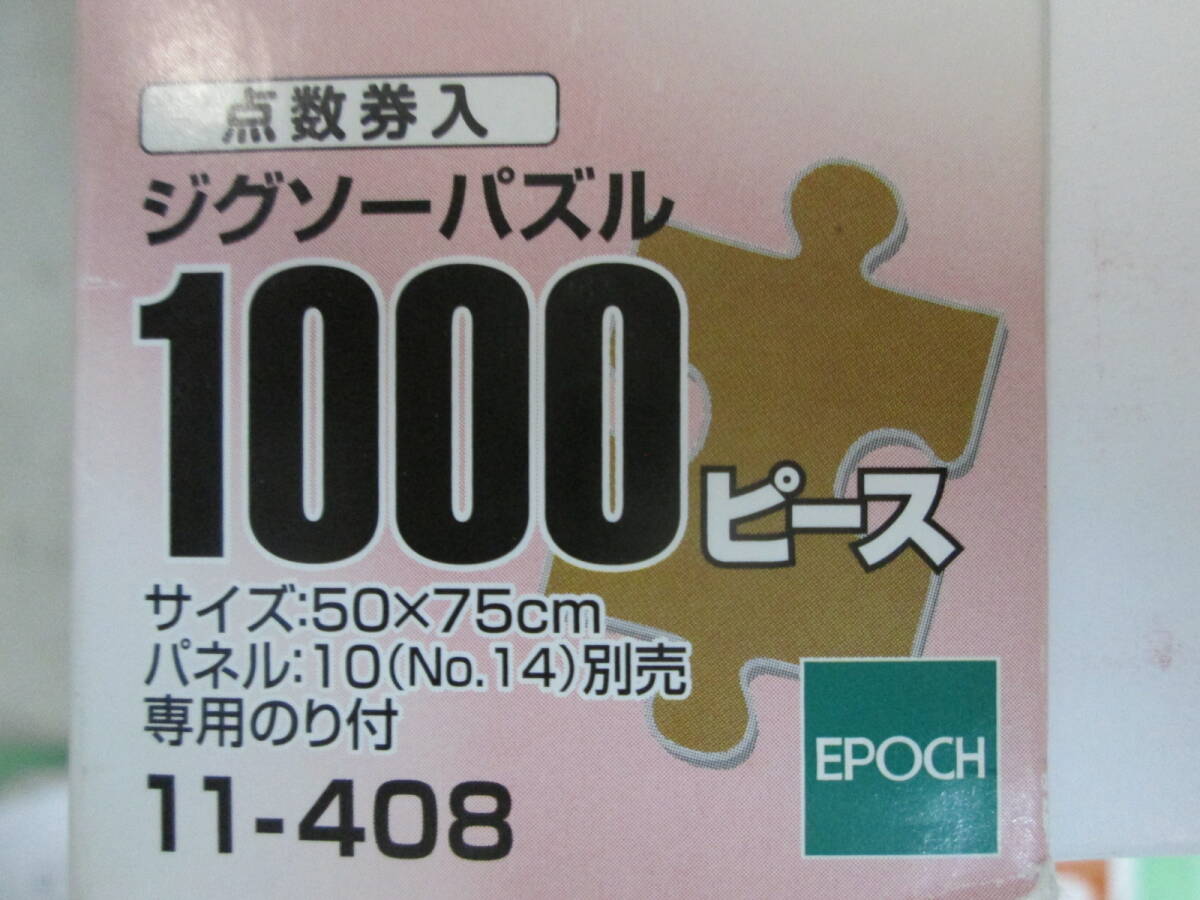 点数券入
ジグソーパズル
1000ピース
サイズ:50×75cm
パネル:10(No.14)別売
専用のり付
11-408
EPOCH